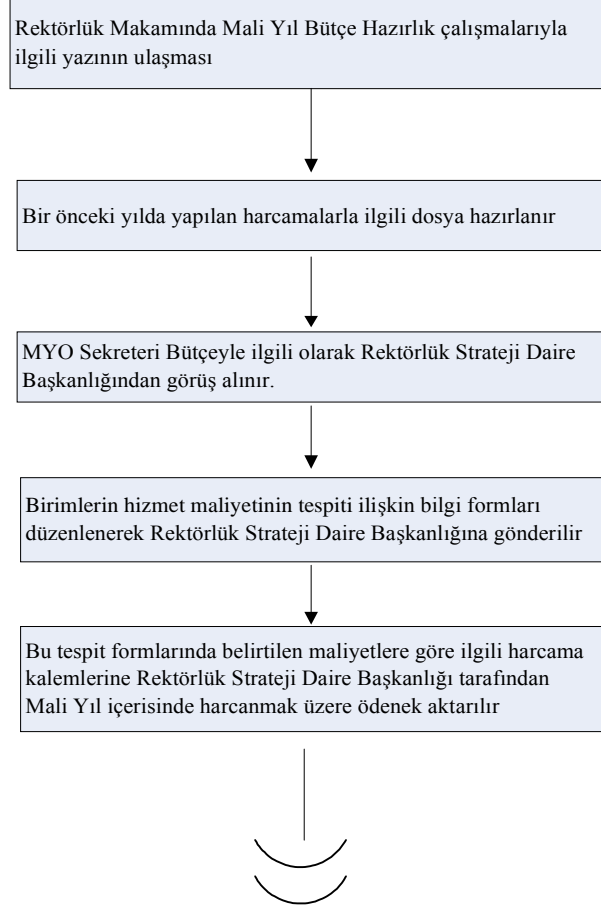 Rektörlük Makamında Mali Yıl Bütçe Hazırlık çalışmalarıyla
ilgili yazının ulaşması
Bir önceki yılda yapılan harcamalarla ilgili dosya hazırlanır
MYO Sekreteri Bütçeyle ilgili olarak Rektörlük Strateji Daire
Başkanlığından görüş alınır.
Birimlerin hizmet maliyetinin tespiti ilişkin bilgi formları
düzenlenerek Rektörlük Strateji Daire Başkanlığına gönderilir
Bu tespit formlarında belirtilen maliyetlere göre ilgili harcama
kalemlerine Rektörlük Strateji Daire Başkanlığı tarafından
Mali Yıl içerisinde harcanmak üzere ödenek aktarılır